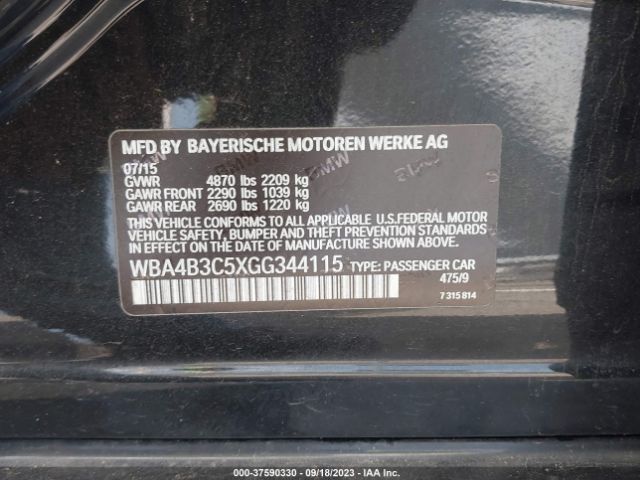 MFD BY BAYERISCHE MOTOREN WERKE AG
07/15
GVWR 4870 lbs 2209 kg
GAWR FRONT 2290 lbs 1039 kg
GAWR REAR 2690 lbs 1220 kg
THIS VEHICLE CONFORMS TO ALL APPLICABLE U.S.FEDERAL MOTOR
VEHICLE SAFETY, BUMPER AND THEFT PREVENTION STANDARDS
IN EFFECT ON THE DATE OF MANUFACTURE SHOWN ABOVE.
WBA4B3C5XGG344115 TYPE: PASSENGER CAR
475/9
7 315 814
000-37590330 - 09/18/2023 - IAA Inc.